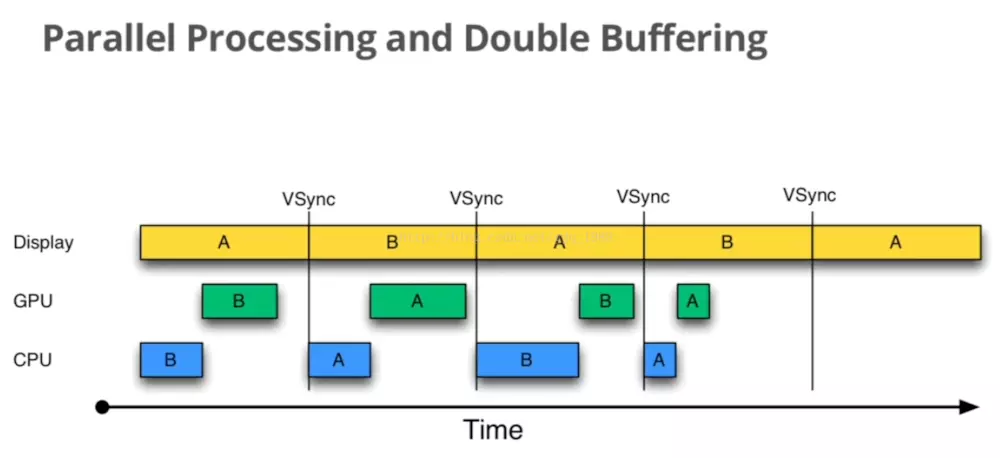 Parallel Processing and Double Buffering
VSync VSync VSync VSync
Display A B A B A
GPU B A B A
CPU B A B A
Time